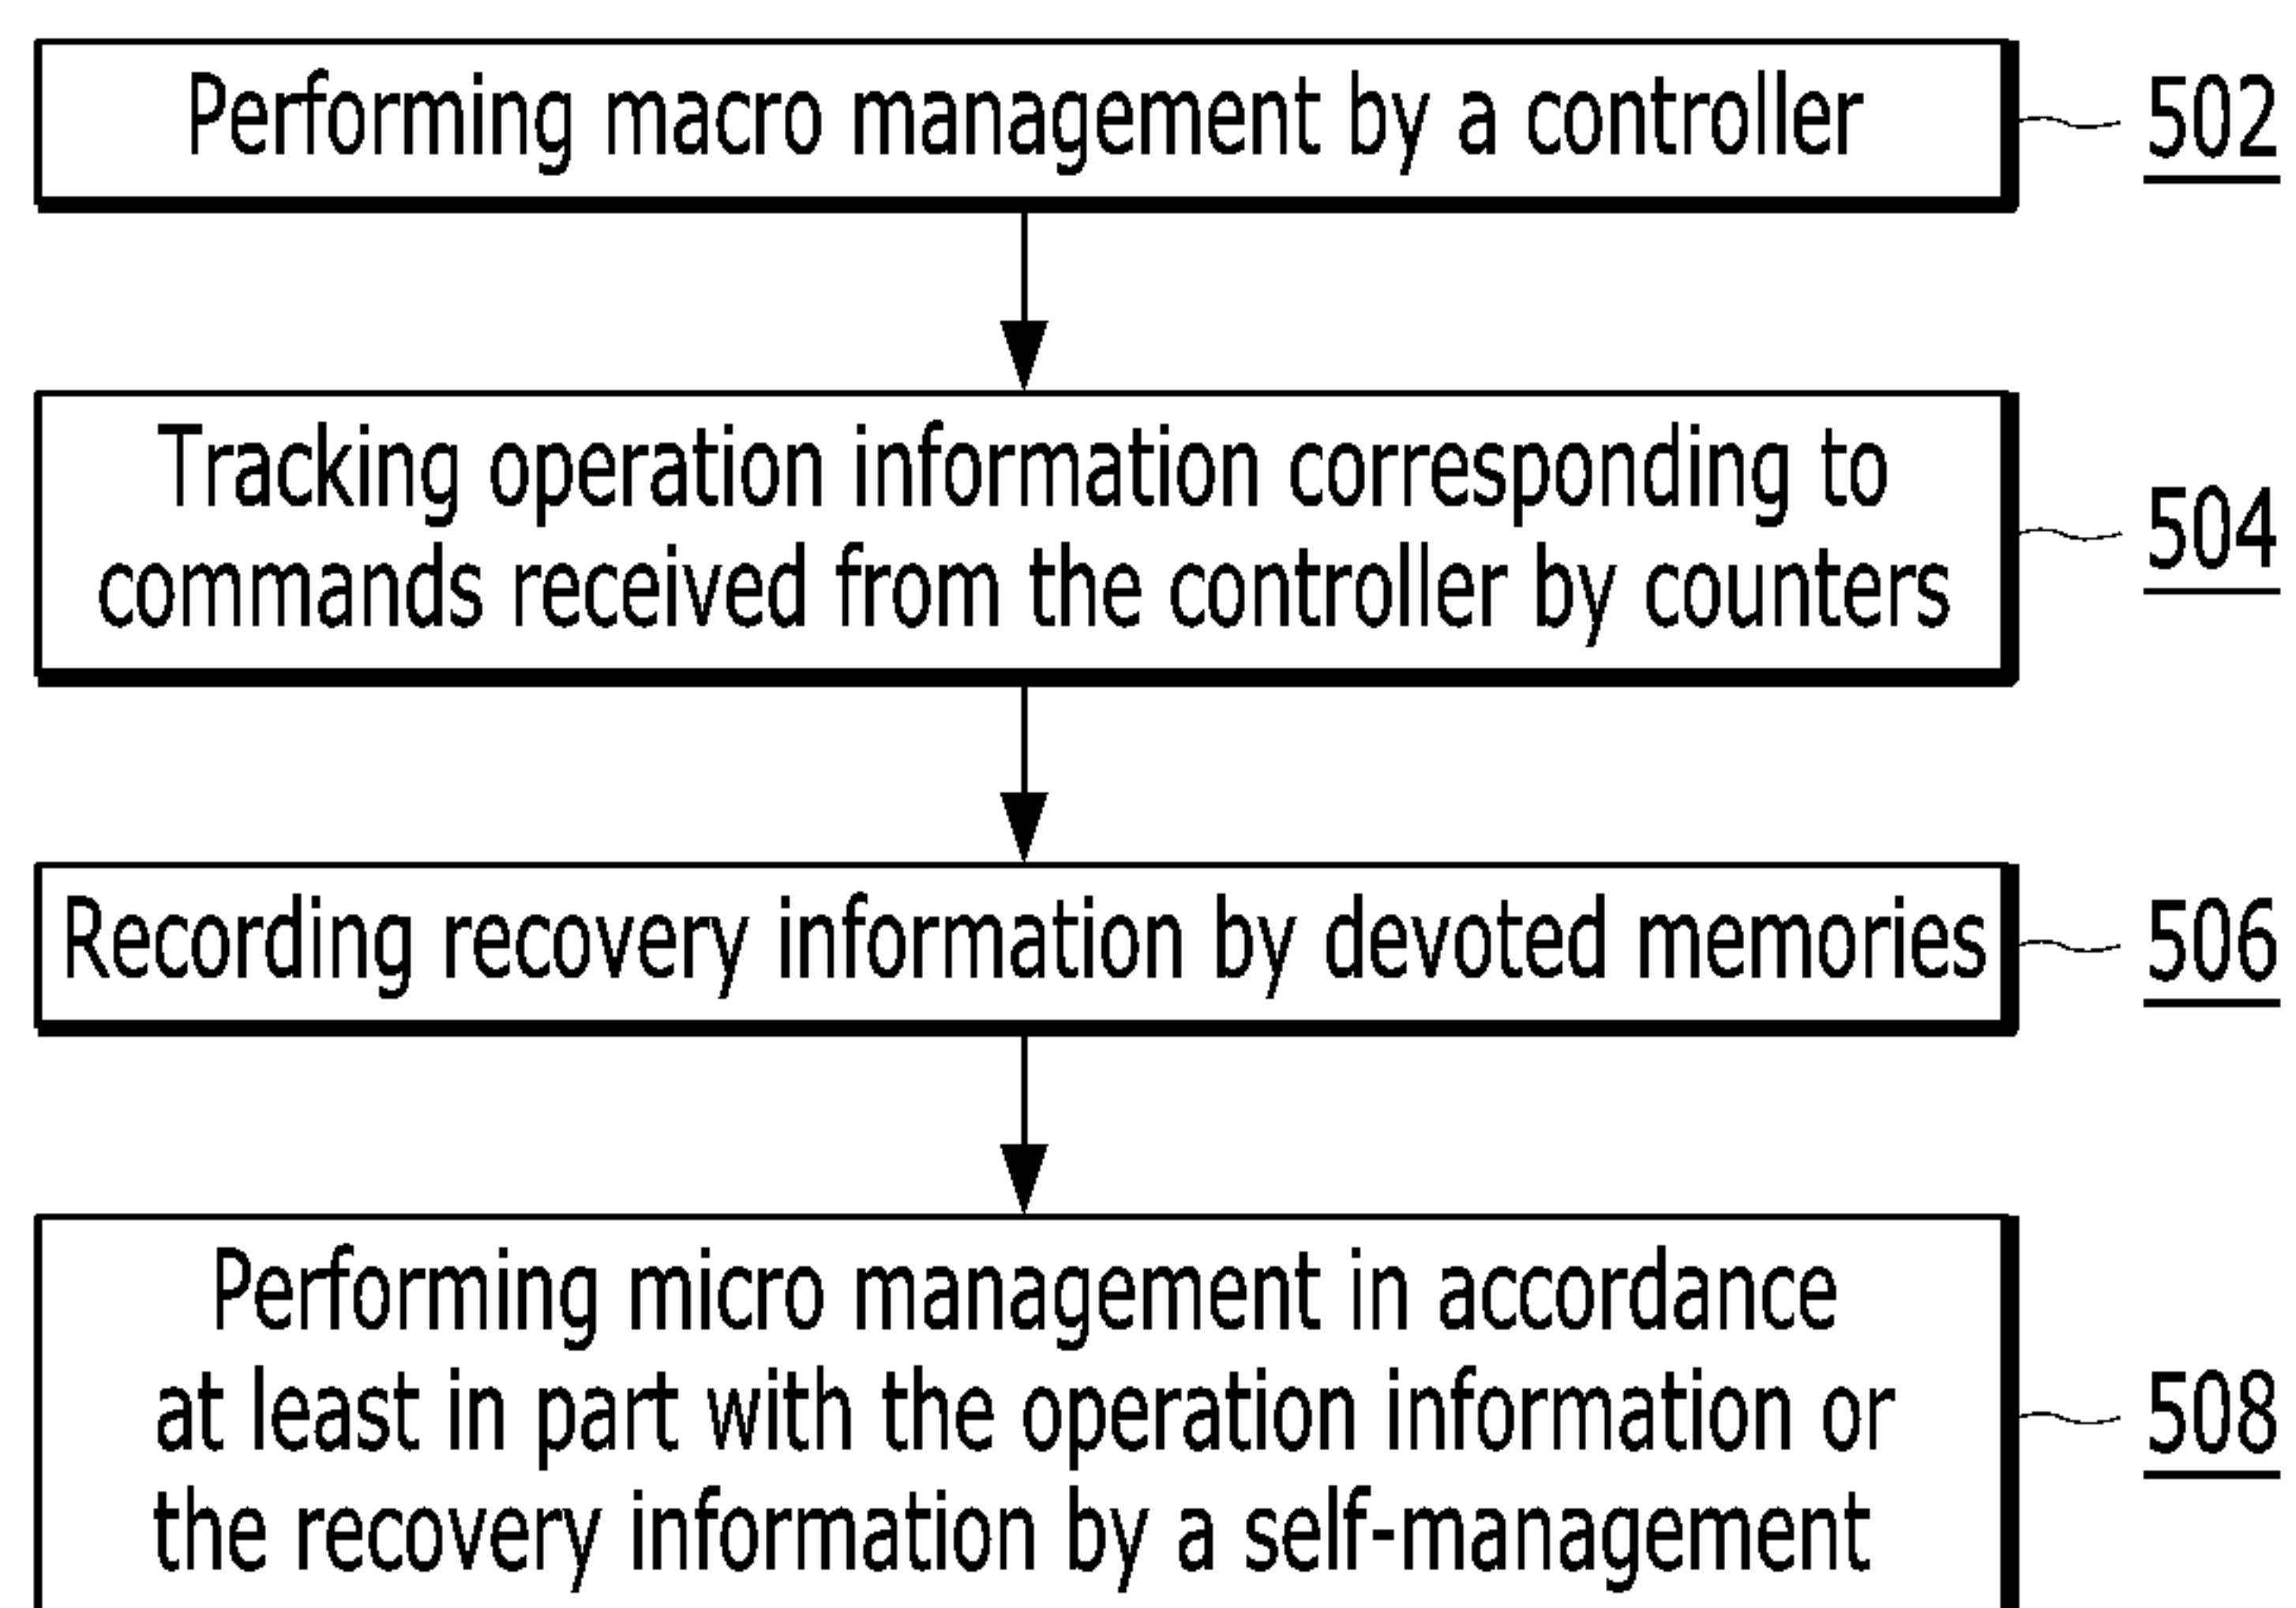 Performing macro management by a controller
502
Tracking operation information corresponding to
commands received from the controller by counters
504
Recording recovery information by devoted memories
506
Performing micro management in accordance
at least in part with the operation information or
the recovery information by a self-management
508